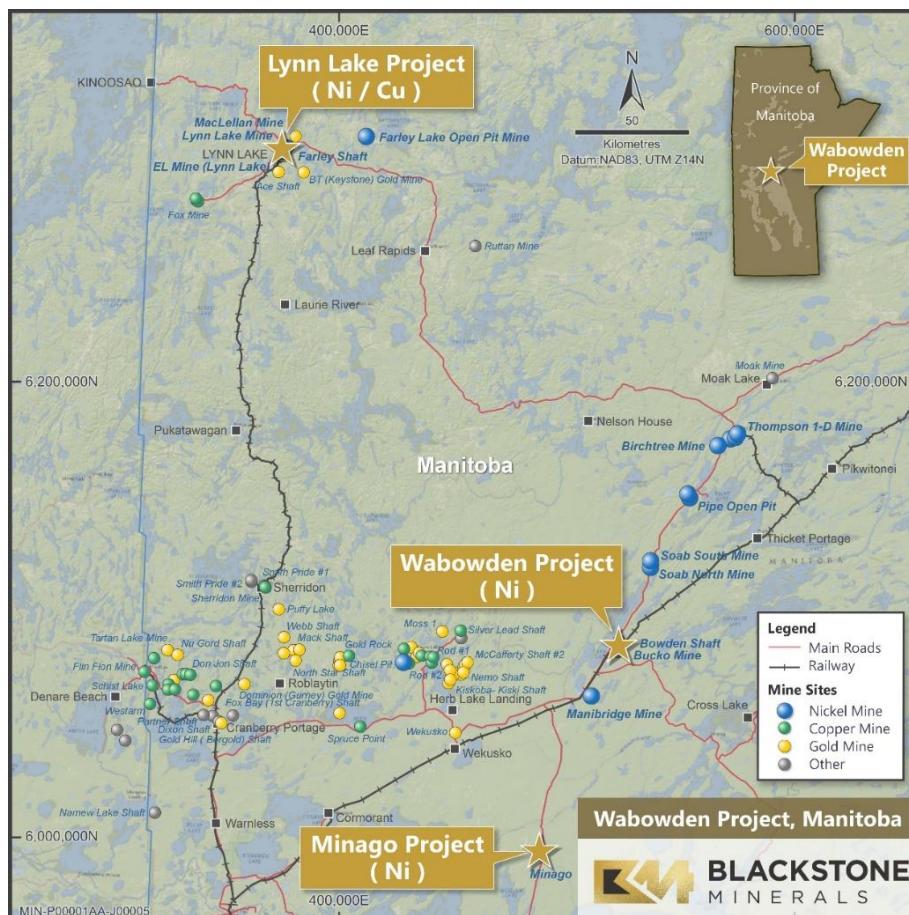 400,000E
600,000E
KINOOSAO
Lynn Lake Project
( Ni / Cu )
MacLellan Mine
Lynn Lake Mine
LYNN LAKE
Farley Shaft
EL Mine (Lynn Lake)
Farley Lake Open Pit Mine
Ace Shaft
BT (Keystone) Gold Mine
Fox Mine
N
50
Kilometres
Datum:NAD83, UTM Z14N
Province of
Manitoba
Wabowden
Project
Leaf Rapids
Ruttan Mine
Laurie River
6,200,000N
6,200,000N
Moak Mine
Moak Lake
Nelson House
Pukatawagan
Thompson 1-D Mine
Birchtree Mine
Manitoba
Pikwitonei
Pipe Open Pit
Thicket Portage
MANITOBA
Soab South Mine
Soab North Mine
Wabowden Project
( Ni )
Smith Pride #1
Smith Pride #2
Sherridon
Sherridon Mine
Puffy Lake
Webb Shaft
Mack Shaft
Moss 1
Silver Lead Shaft
Tartan Lake Mine
Nu Gord Shaft
Gold Rock
Rod #1
McCafferty Shaft #2
Bowden Shaft
Bucko Mine
Flin Flon Mine
Don Jon Shaft
Chisel Pit
Rod #2
North Star Shaft
Nemo Shaft
Schist Lake
Roblaytin
Kiskoba- Kiski Shaft
Denare Beach
Dominion (Gurney) Gold Mine
Herb Lake Landing
Manibridge Mine
Cross Lake
Westarm
Partner Shaft
Fox Bay (1st Cranberry) Shaft
Dixon Shaft
Cranberry Portage
Gold Hill ( Bergold) Shaft
Spruce Point
Wekusko
Wekusko
Namew Lake Shaft
Warnless
Cormorant
6,000,000N
Minago Project
( Ni )
Minago
400,000E
MIN-P00001AA-J00005
Legend
Main Roads
Railway
Mine Sites
Nickel Mine
Copper Mine
Gold Mine
Other
Wabowden Project, Manitoba
BLACKSTONE
MINERALS